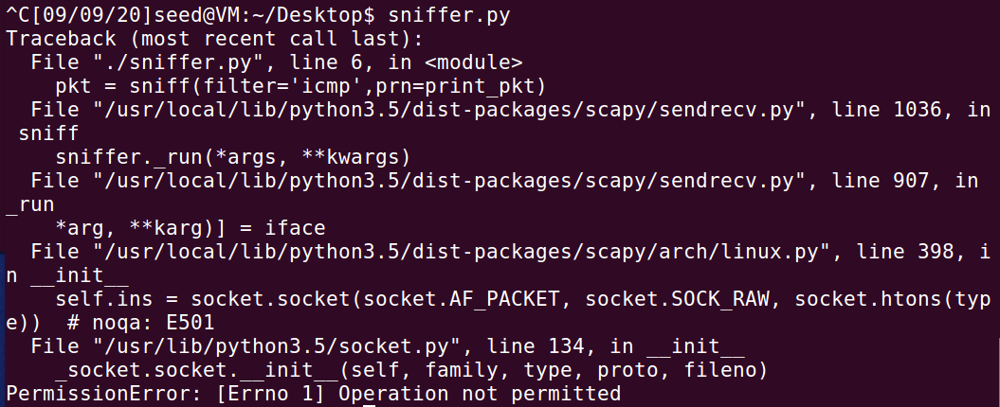 ^C[09/09/20]seed@VM:~/Desktop$ sniffer.py
Traceback (most recent call last):
  File "./sniffer.py", line 6, in <module>
    pkt = sniff(filter='icmp',prn=print_pkt)
  File "/usr/local/lib/python3.5/dist-packages/scapy/sendrecv.py", line 1036, in
 sniff
    sniffer._run(*args, **kwargs)
  File "/usr/local/lib/python3.5/dist-packages/scapy/sendrecv.py", line 907, in
_run
    *arg, **karg)] = iface
  File "/usr/local/lib/python3.5/dist-packages/scapy/arch/linux.py", line 398, i
n __init__
    self.ins = socket.socket(socket.AF_PACKET, socket.SOCK_RAW, socket.htons(typ
e))  # noqa: E501
  File "/usr/lib/python3.5/socket.py", line 134, in __init__
    _socket.socket.__init__(self, family, type, proto, fileno)
PermissionError: [Errno 1] Operation not permitted